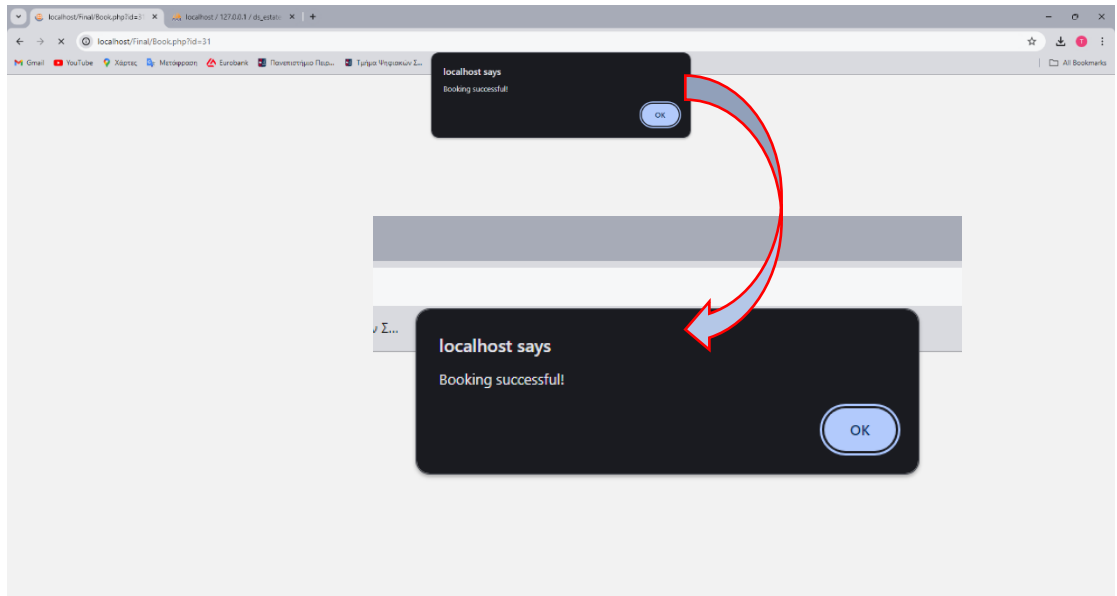 localhost/Final/Book.php?id=3
localhost / 127.0.0.1 / ds_estate
localhost/Final/Book.php?id=31
Gmail YouTube Χάρτες Μετάφραση Eurobank Πανεπιστήμιο Πειρ... Τμήμα Ψηφιακών Σ... All Bookmarks
localhost says
Booking successful!
OK
ν Σ...
localhost says
Booking successful!
OK